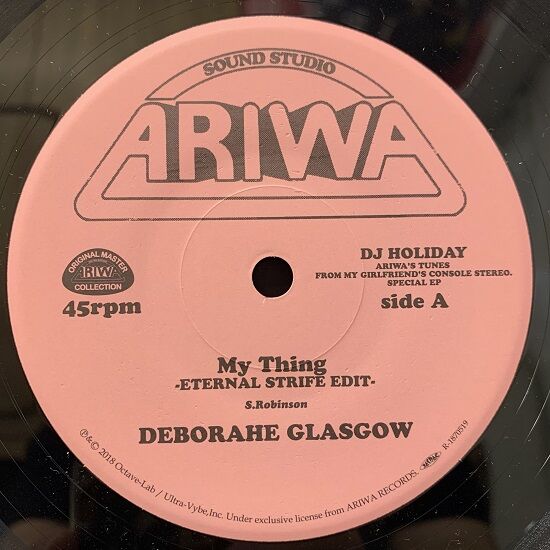 SOUND STUDIO
ARIWA
ORIGINAL MASTER
ARIWA
COLLECTION
45rpm
DJ HOLIDAY
ARIWA'S TUNES
FROM MY GIRLFRIEND'S CONSOLE STEREO.
SPECIAL EP
side A
My Thing
-ETERNAL STRIFE EDIT-
S.Robinson
DEBORAHE GLASGOW
℗&© 2018 Octave-Lab / Ultra-Vybe,Inc. Under exclusive license from ARIWA RECORDS.
R-1870519